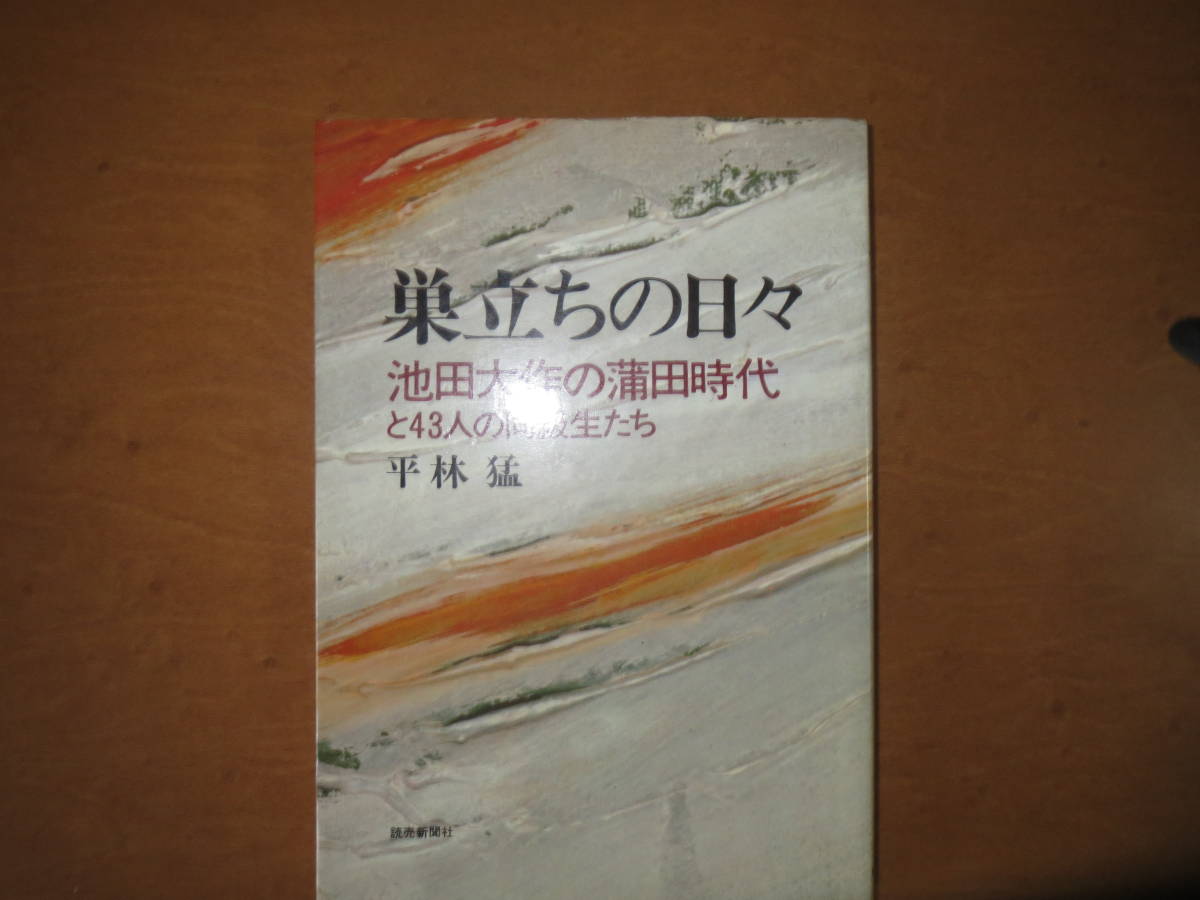 巣立ちの日々
池田大作の蒲田時代
と43人の同級生たち
平林 猛
読売新聞社